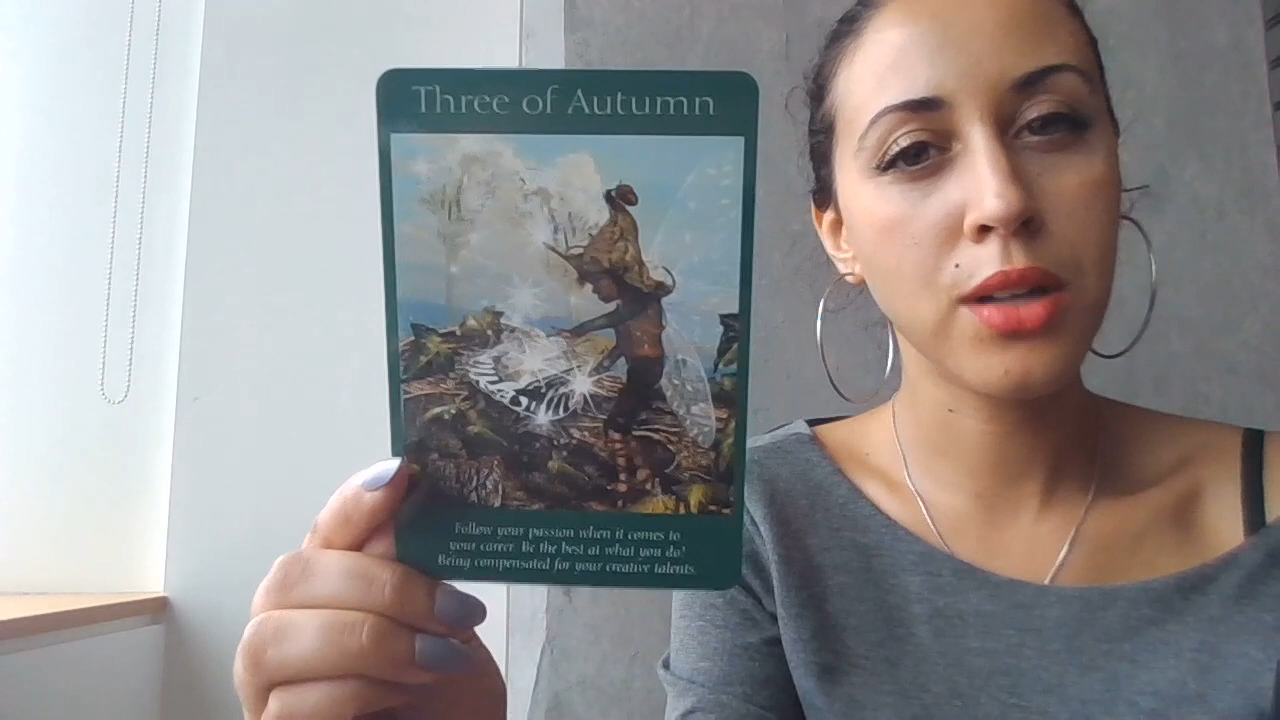 Three of Autumn
Follow your passion when it comes to
your career. Be the best at what you do!
Being compensated for your creative talents.